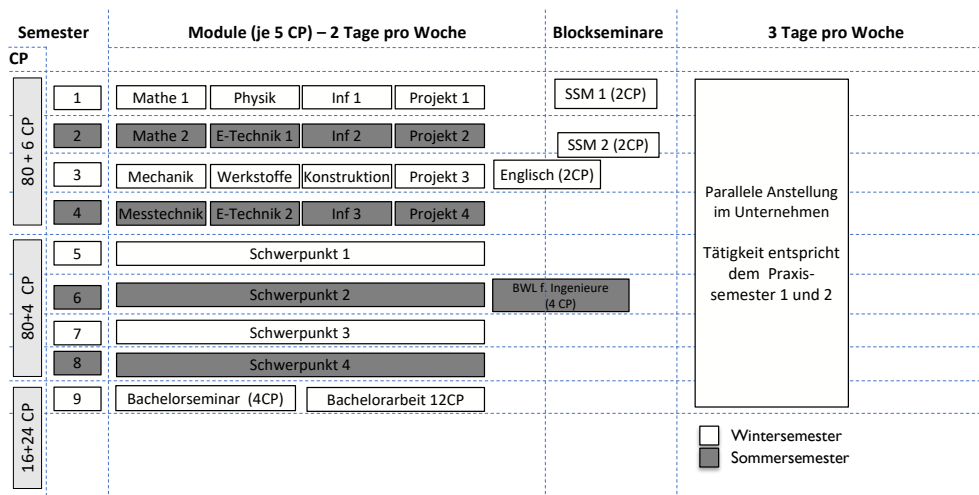 Semester
Module (je 5 CP) – 2 Tage pro Woche
Blockseminare
3 Tage pro Woche
CP
80 + 6 CP
1
Mathe 1
Physik
Inf 1
Projekt 1
SSM 1 (2CP)
2
Mathe 2
E-Technik 1
Inf 2
Projekt 2
SSM 2 (2CP)
3
Mechanik
Werkstoffe
Konstruktion
Projekt 3
Englisch (2CP)
4
Messtechnik
E-Technik 2
Inf 3
Projekt 4
80+4 CP
5
Schwerpunkt 1
6
Schwerpunkt 2
BWL f. Ingenieure
(4 CP)
7
Schwerpunkt 3
8
Schwerpunkt 4
16+24 CP
9
Bachelorseminar (4CP)
Bachelorarbeit 12CP
Parallele Anstellung
im Unternehmen
Tätigkeit entspricht
dem Praxis-
semester 1 und 2
Wintersemester
Sommersemester